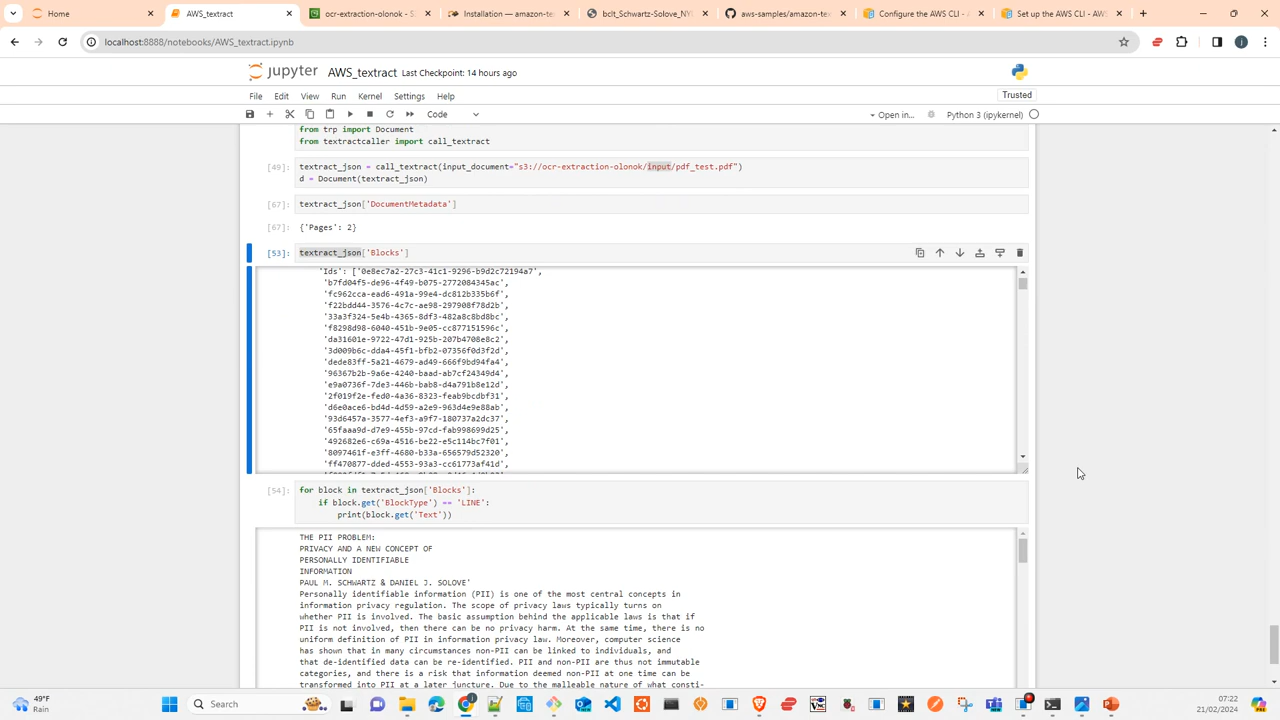 Home
AWS_textract
ocr-extraction-olonok - S3
Installation — amazon-tex
bclt_Schwartz-Solove_NYU
aws-samples/amazon-tex
Configure the AWS CLI - A
Set up the AWS CLI - AWS
localhost:8888/notebooks/AWS_textract.ipynb
jupyter AWS_textract Last Checkpoint: 14 hours ago
File Edit View Run Kernel Settings Help
Trusted
Code
Open in...
Python 3 (ipykernel)
from trp import Document
from textractcaller import call_textract
[49]: textract_json = call_textract(input_document="s3://ocr-extraction-olonok/input/pdf_test.pdf")
d = Document(textract_json)
[67]: textract_json['DocumentMetadata']
[67]: {'Pages': 2}
[53]: textract_json['Blocks']
'Ids': ['0e8ec7a2-27c3-41c1-9296-b9d2c72194a7',
'b7fd04f5-de96-4f49-b075-2772084345ac',
'fc962cca-ead6-491a-99e4-dc812b335b6f',
'f22bdd44-3576-4c7c-ae98-297908f78d2b',
'33a3f324-5e4b-4365-8df3-482a8c8bd8bc',
'f8298d98-6040-451b-9e05-cc877151596c',
'da31601e-9722-47d1-925b-207b4708e8c2',
'3d009b6c-dda4-45f1-bfb2-07356f0d3f2d',
'dede83ff-5a21-4679-ad49-666f9bd94fa4',
'96367b2b-9a6e-4240-baad-ab7cf24349d4',
'e9a0736f-7de3-446b-bab8-d4a791b8e12d',
'2f019f2e-fed0-4a36-8323-feab9bcdbf31',
'd6e0ace6-bd4d-4d59-a2e9-963d4e9e88ab',
'93d6457a-3577-4ef3-a9f7-180737a2dc37',
'65faaa9d-d7e9-455b-97cd-fab998699d25',
'492682e6-c69a-4516-be22-e5c114bc7f01',
'8097461f-e3ff-4680-b33a-656579d52320',
'ff470877-dded-4553-93a3-cc61773af41d',
[54]: for block in textract_json['Blocks']:
if block.get('BlockType') == 'LINE':
print(block.get('Text'))
THE PII PROBLEM:
PRIVACY AND A NEW CONCEPT OF
PERSONALLY IDENTIFIABLE
INFORMATION
PAUL M. SCHWARTZ & DANIEL J. SOLOVE'
Personally identifiable information (PII) is one of the most central concepts in
information privacy regulation. The scope of privacy laws typically turns on
whether PII is involved. The basic assumption behind the applicable laws is that if
PII is not involved, then there can be no privacy harm. At the same time, there is no
uniform definition of PII in information privacy law. Moreover, computer science
has shown that in many circumstances non-PII can be linked to individuals, and
that de-identified data can be re-identified. PII and non-PII are thus not immutable
categories, and there is a risk that information deemed non-PII at one time can be
transformed into PII at a later juncture. Due to the malleable nature of what consti-
49°F
Rain
Search
07:22
21/02/2024